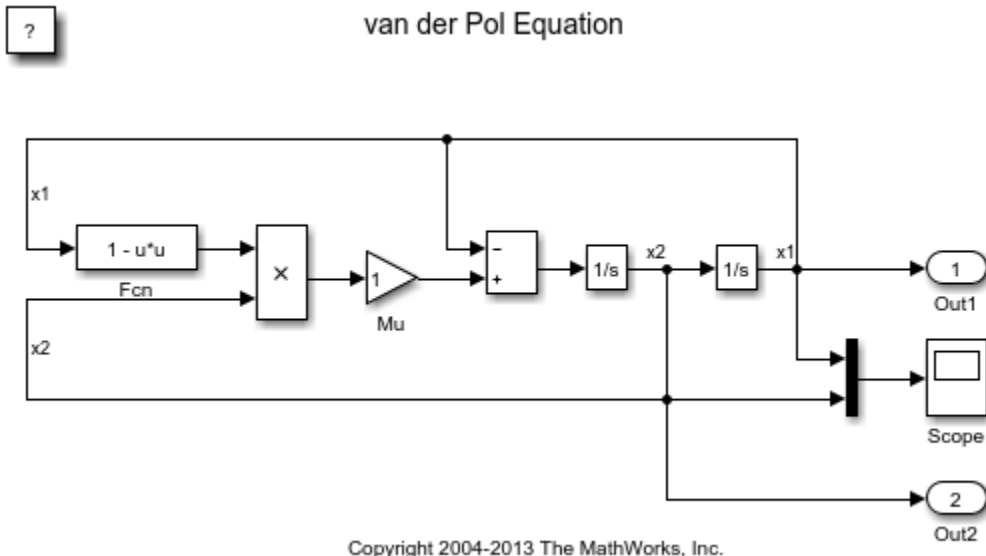 ?
van der Pol Equation
x1
1 - u*u
Fcn
×
1
Mu
−
+
1/s
x2
1/s
x1
1
Out1
x2
Scope
2
Out2
Copyright 2004-2013 The MathWorks, Inc.